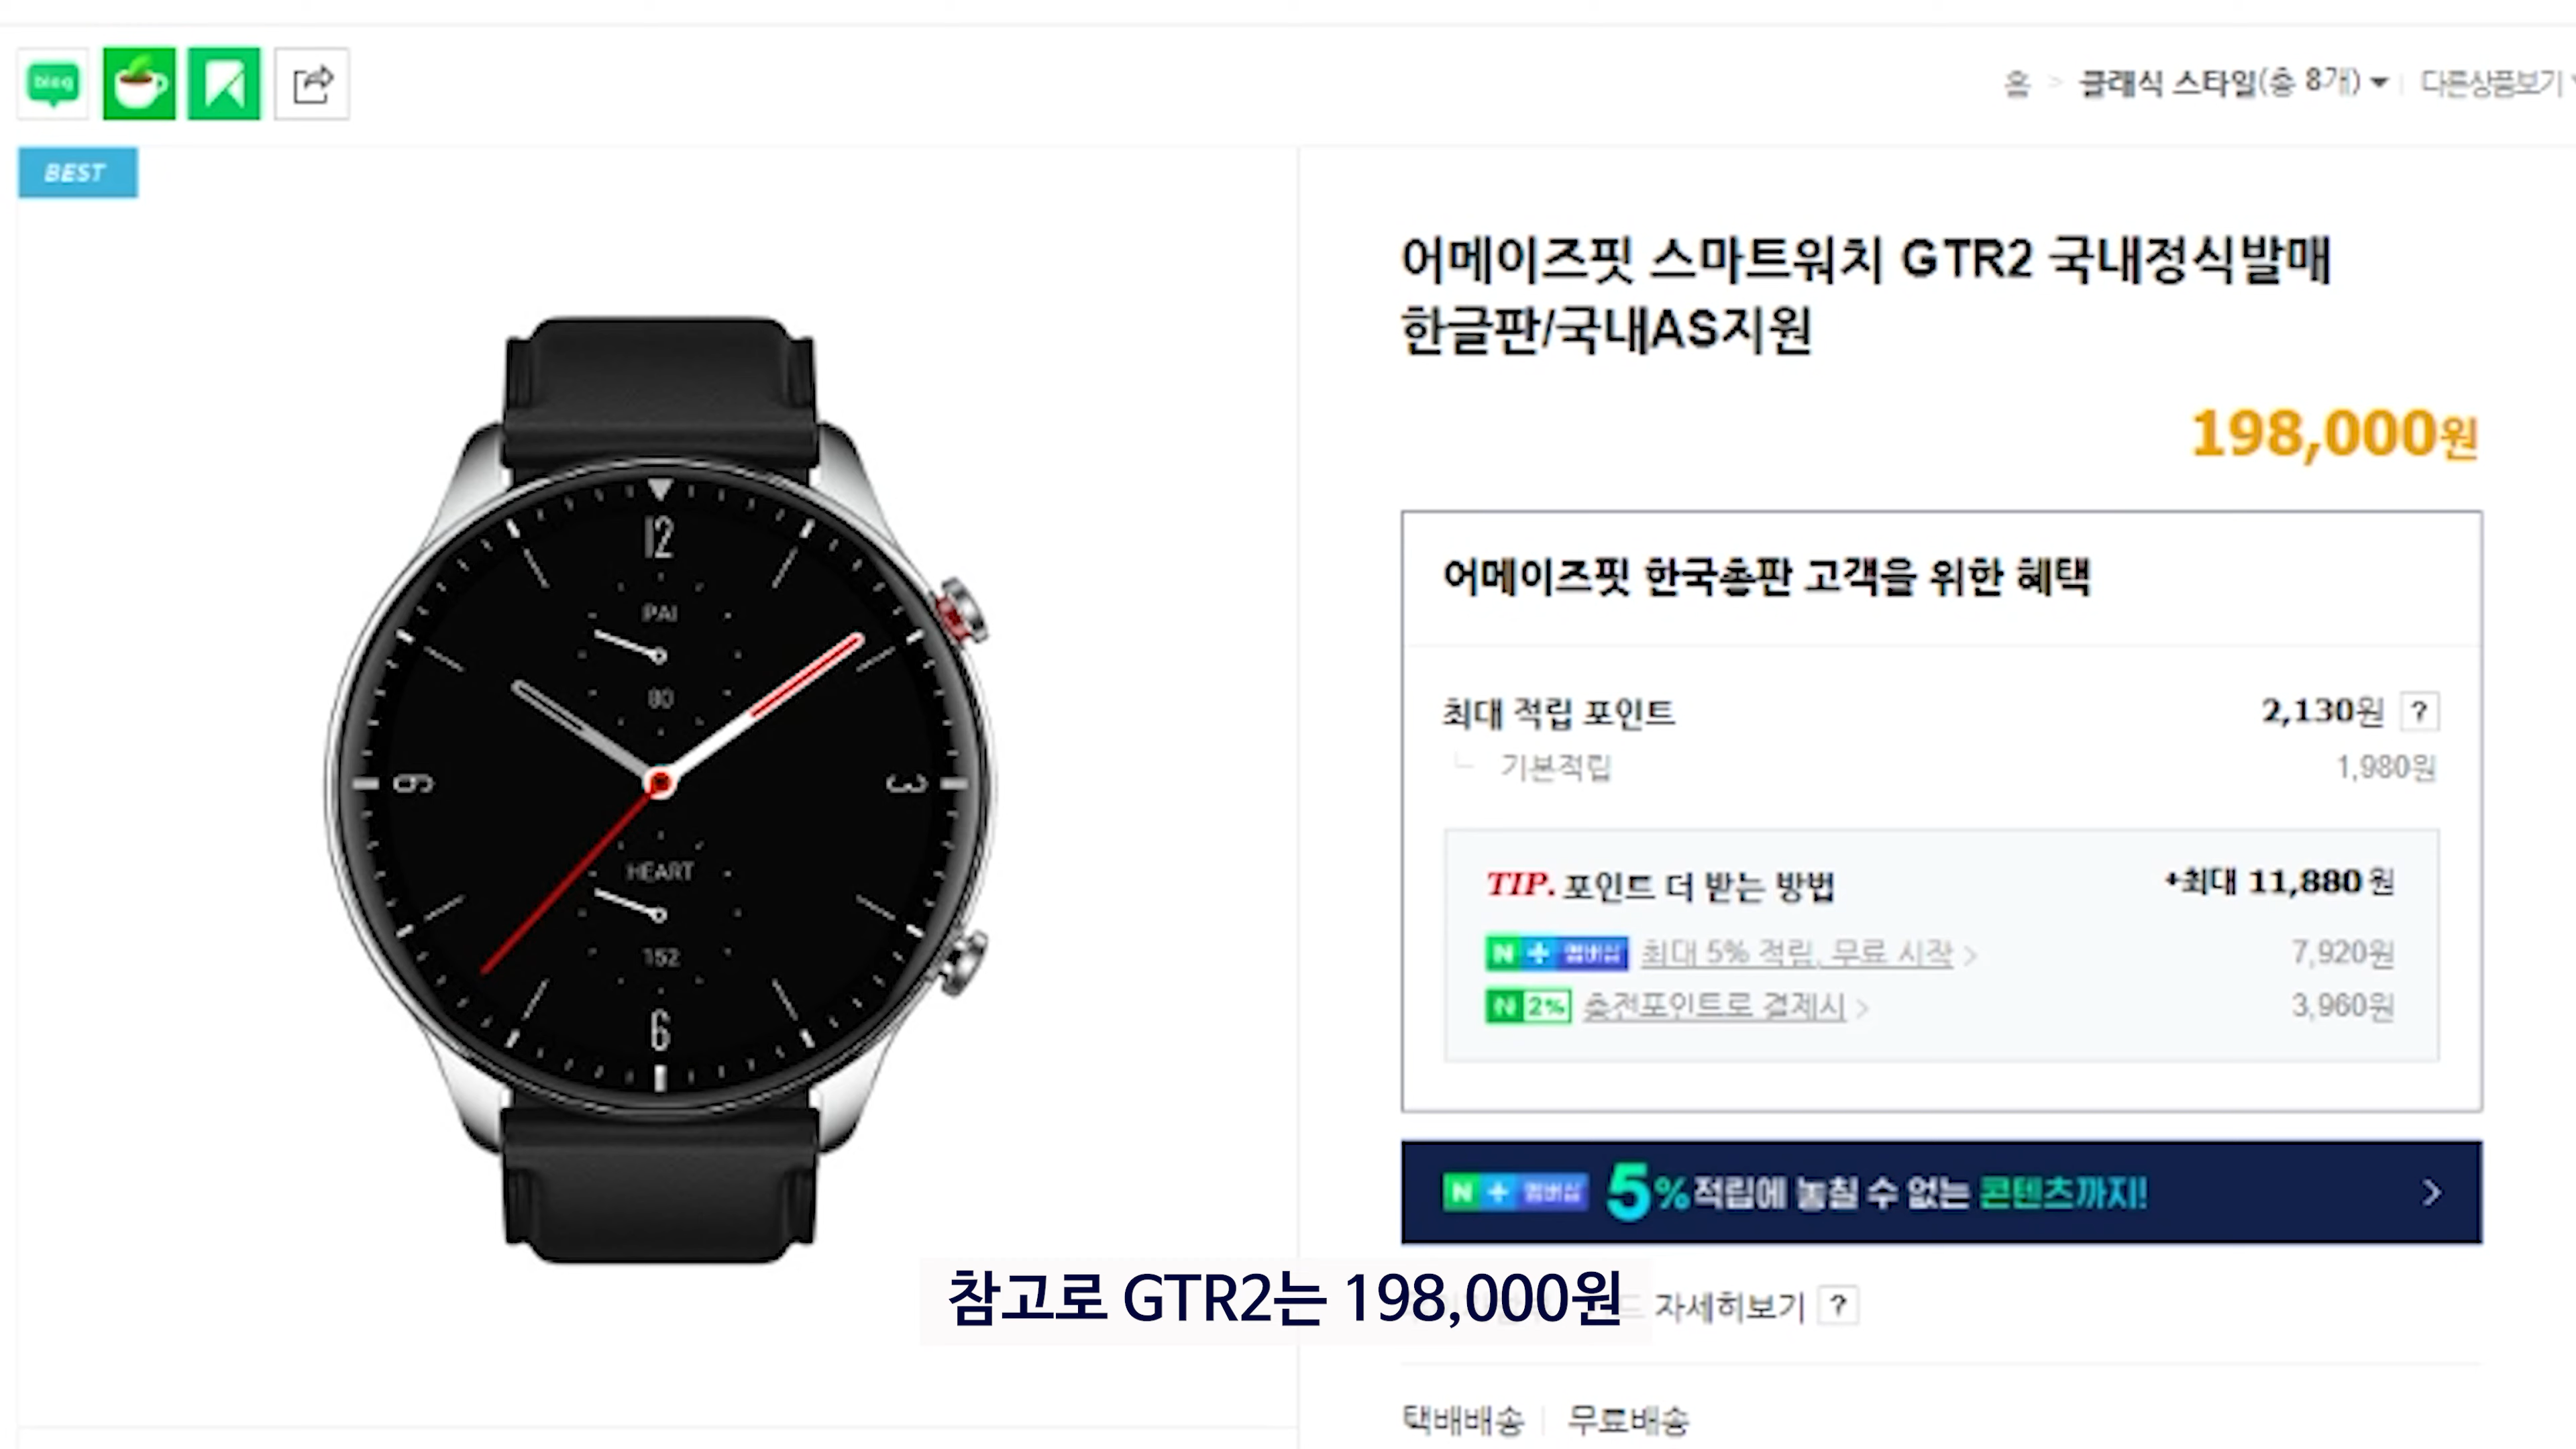 blog
홈 > 클래식 스타일(총 8개) 다른상품보기
BEST
어메이즈핏 스마트워치 GTR2 국내정식발매
한글판/국내AS지원
198,000원
어메이즈핏 한국총판 고객을 위한 혜택
최대 적립 포인트 2,130원 ?
기본적립 1,980원
TIP. 포인트 더 받는 방법 +최대 11,880 원
N + 멤버십 최대 5% 적립, 무료 시작 > 7,920원
N 2% 충전포인트로 결제시 > 3,960원
N + 멤버십 5%적립에 놓칠 수 없는 콘텐츠까지! >
자세히보기 ?
택배배송 무료배송
12
PAI
80
9
3
HEART
152
6
참고로 GTR2는 198,000원